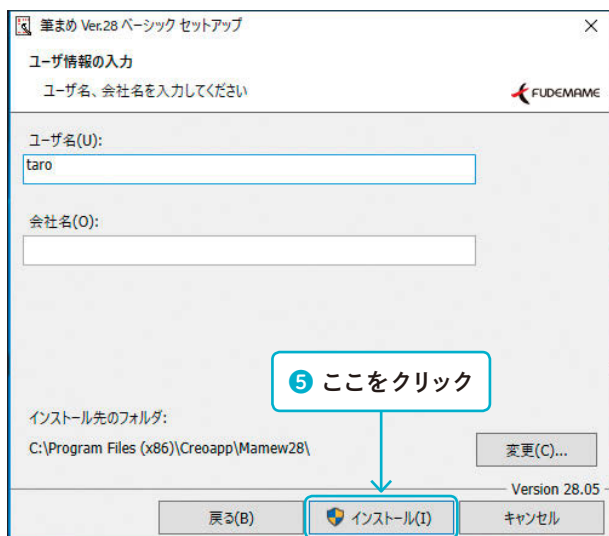 筆まめ Ver.28 ベーシック セットアップ
ユーザ情報の入力
ユーザ名、会社名を入力してください
FUDEMAME
ユーザ名(U):
taro
会社名(O):
❺ ここをクリック
インストール先のフォルダ:
C:\Program Files (x86)\Creoapp\Mamew28\
変更(C)...
Version 28.05
戻る(B) インストール(I) キャンセル